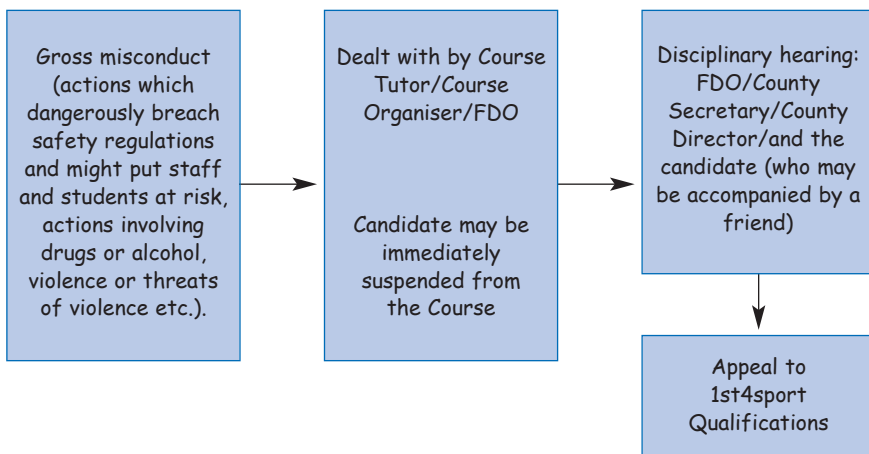 Gross misconduct
(actions which
dangerously breach
safety regulations
and might put staff
and students at risk,
actions involving
drugs or alcohol,
violence or threats
of violence etc.).
Dealt with by Course
Tutor/Course
Organiser/FDO
Candidate may be
immediately
suspended from
the Course
Disciplinary hearing:
FDO/County
Secretary/County
Director/and the
candidate (who may
be accompanied by a
friend)
Appeal to
1st4sport
Qualifications